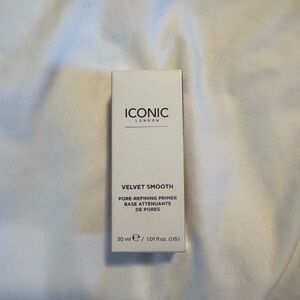 ICONIC
LONDON
VELVET SMOOTH
PORE-REFINING PRIMER
BASE ATTÉNUANTE
DE PORES
30 ml ℮ / 1.01 fl.oz. (US)